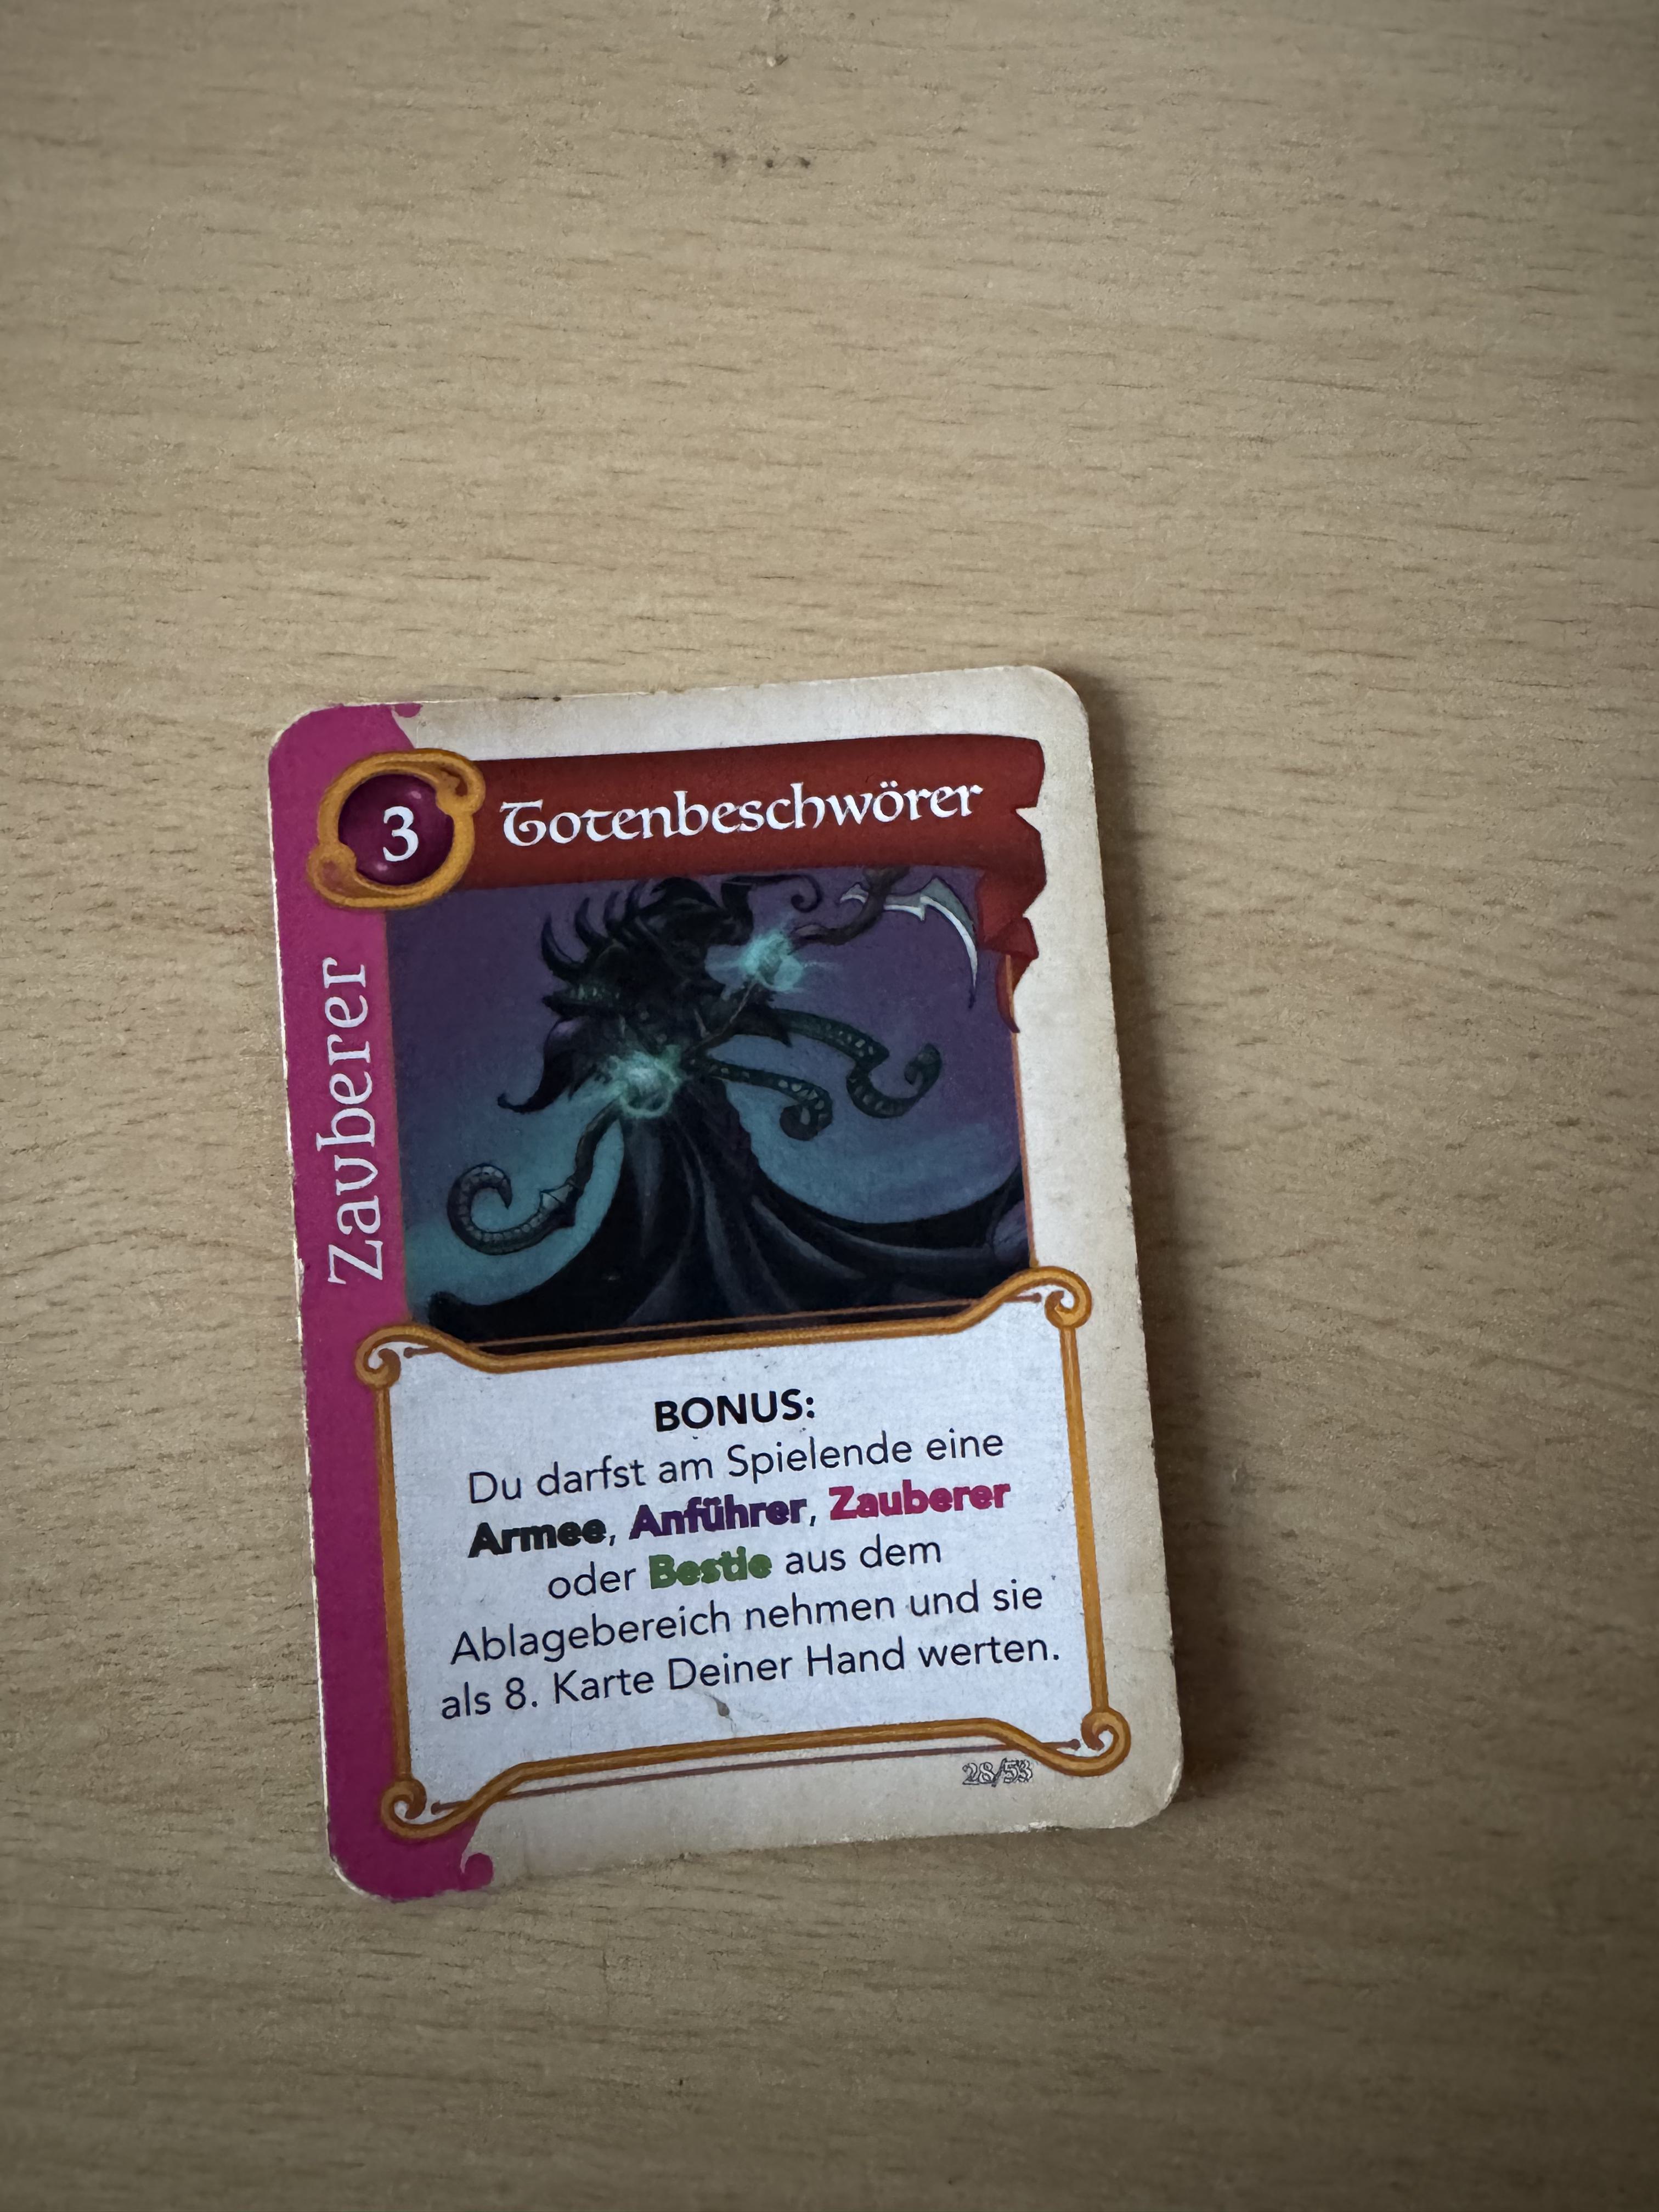 3
Totenbeschwörer
Zauberer
BONUS:
Du darfst am Spielende eine
Armee, Anführer, Zauberer
oder Bestie aus dem
Ablagebereich nehmen und sie
als 8. Karte Deiner Hand werten.
28/53